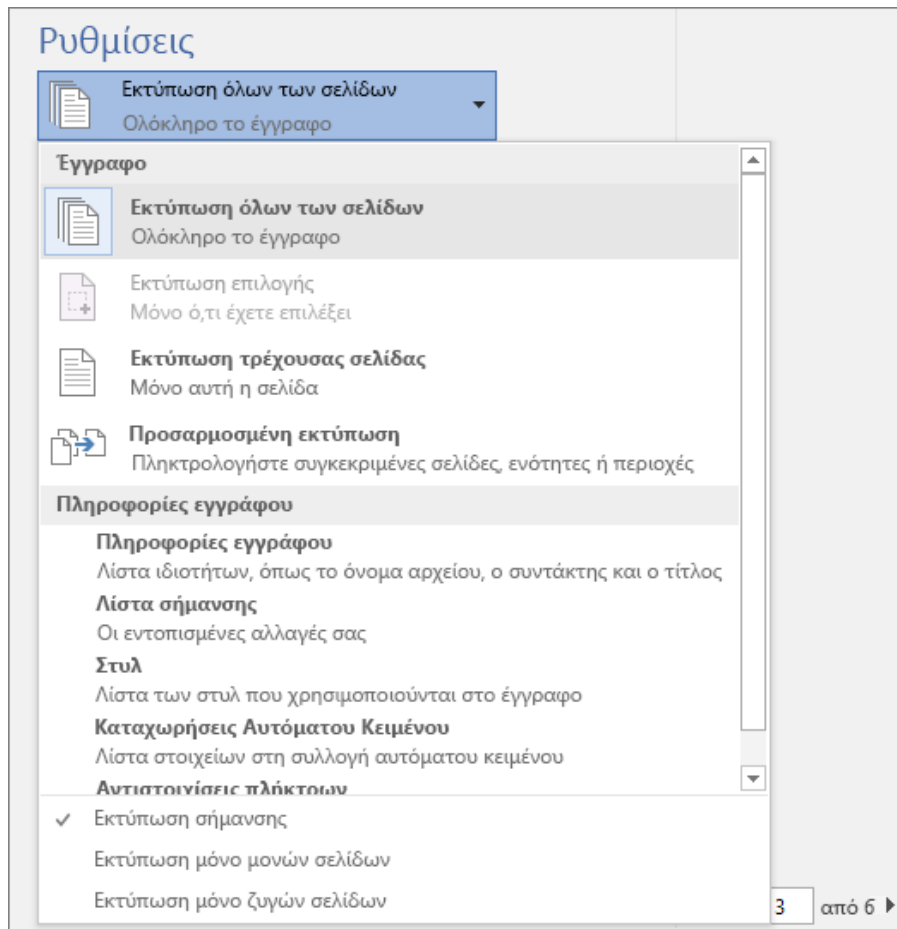 Ρυθμίσεις
Εκτύπωση όλων των σελίδων
Ολόκληρο το έγγραφο
Έγγραφο
Εκτύπωση όλων των σελίδων
Ολόκληρο το έγγραφο
Εκτύπωση επιλογής
Μόνο ό,τι έχετε επιλέξει
Εκτύπωση τρέχουσας σελίδας
Μόνο αυτή η σελίδα
Προσαρμοσμένη εκτύπωση
Πληκτρολογήστε συγκεκριμένες σελίδες, ενότητες ή περιοχές
Πληροφορίες εγγράφου
Πληροφορίες εγγράφου
Λίστα ιδιοτήτων, όπως το όνομα αρχείου, ο συντάκτης και ο τίτλος
Λίστα σήμανσης
Οι εντοπισμένες αλλαγές σας
Στυλ
Λίστα των στυλ που χρησιμοποιούνται στο έγγραφο
Καταχωρήσεις Αυτόματου Κειμένου
Λίστα στοιχείων στη συλλογή αυτόματου κειμένου
Αντιστοιχίσεις πλήκτρων
Εκτύπωση σήμανσης
Εκτύπωση μόνο μονών σελίδων
Εκτύπωση μόνο ζυγών σελίδων
3 από 6